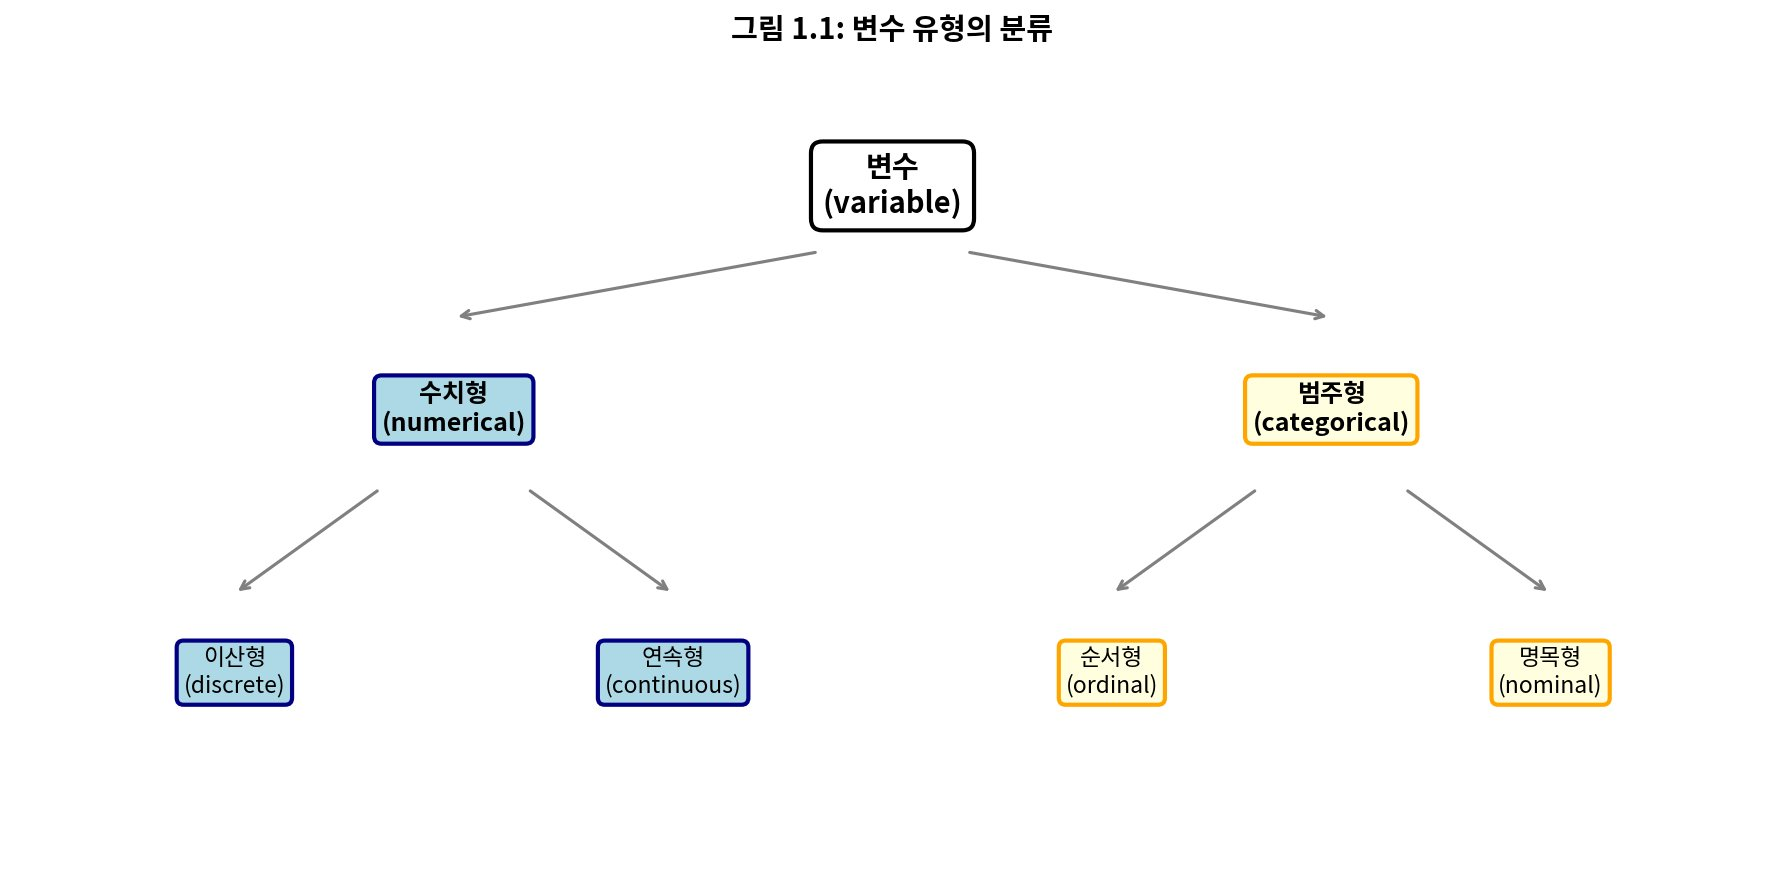 그림 1.1: 변수 유형의 분류
변수
(variable)
수치형
(numerical)
범주형
(categorical)
이산형
(discrete)
연속형
(continuous)
순서형
(ordinal)
명목형
(nominal)